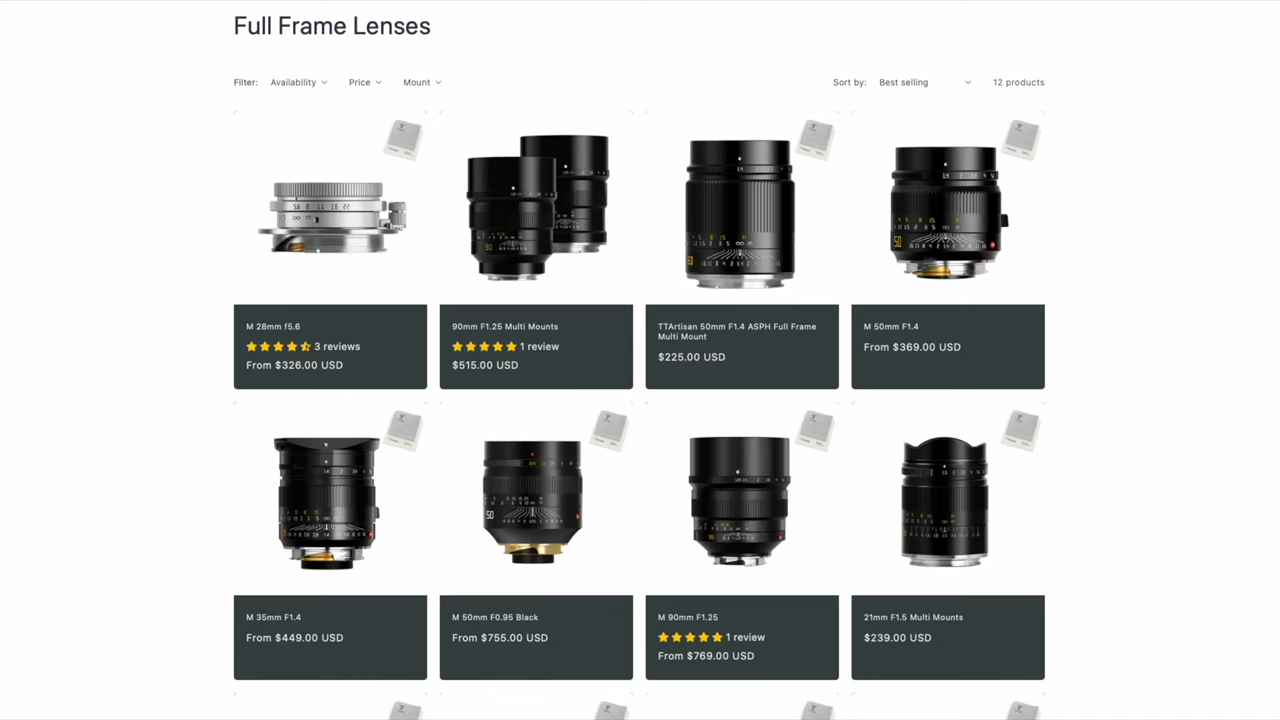 Full Frame Lenses
Filter: Availability Price Mount
Sort by: Best selling 12 products
M 28mm f5.6
3 reviews
From $326.00 USD
90mm F1.25 Multi Mounts
1 review
$515.00 USD
TTArtisan 50mm F1.4 ASPH Full Frame
Multi Mount
$225.00 USD
M 50mm F1.4
From $369.00 USD
M 35mm F1.4
From $449.00 USD
M 50mm F0.95 Black
From $755.00 USD
M 90mm F1.25
1 review
From $769.00 USD
21mm F1.5 Multi Mounts
$239.00 USD